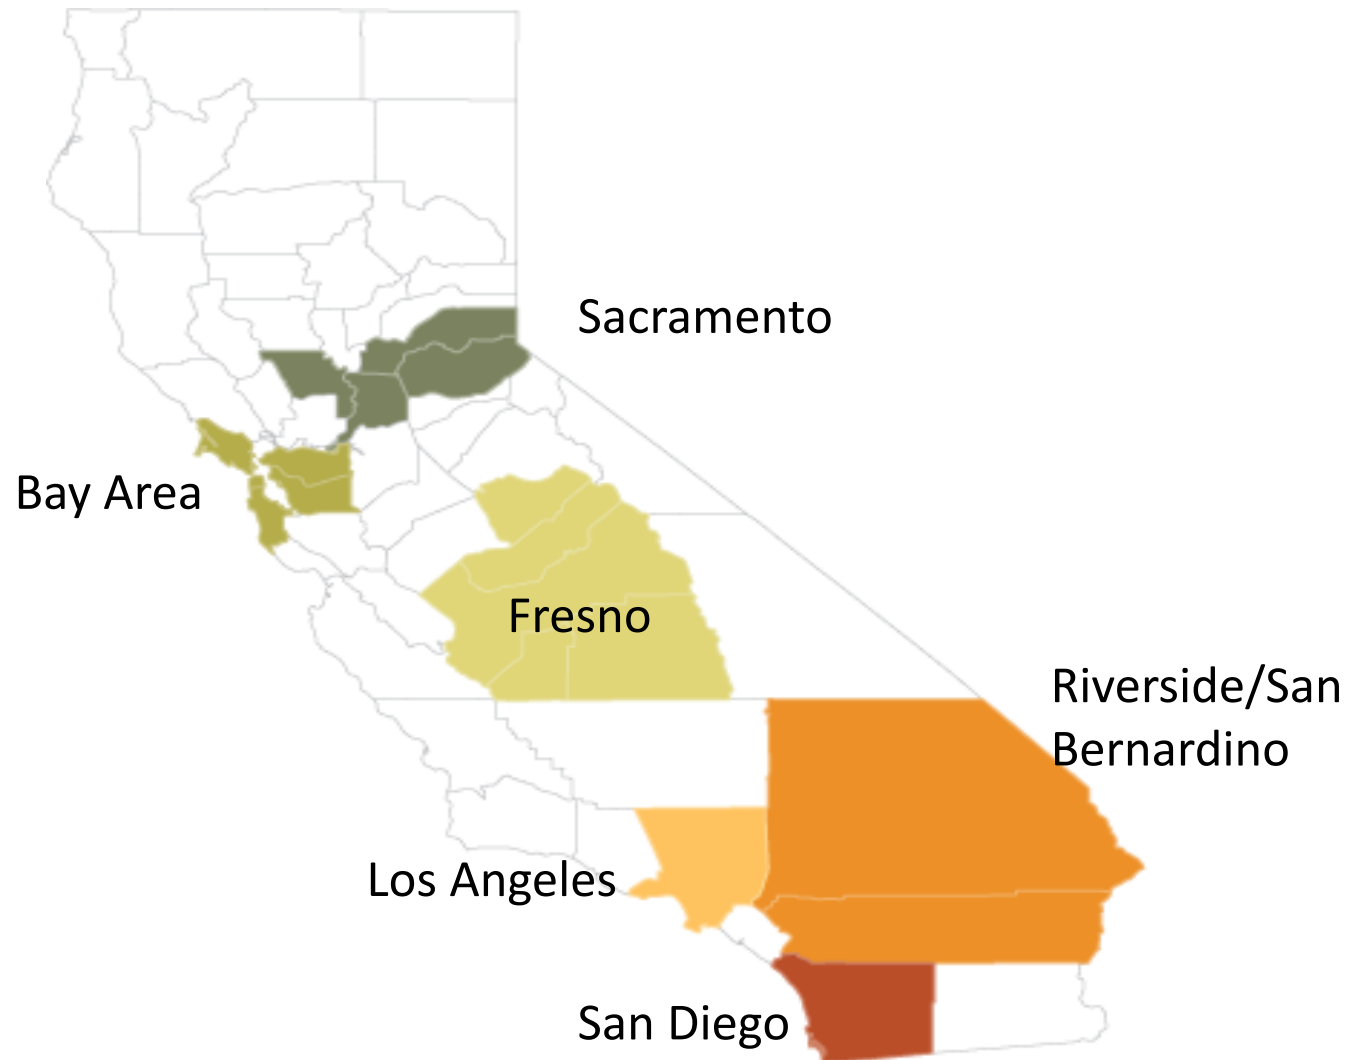 Sacramento
Bay Area
Fresno
Riverside/San
Bernardino
Los Angeles
San Diego